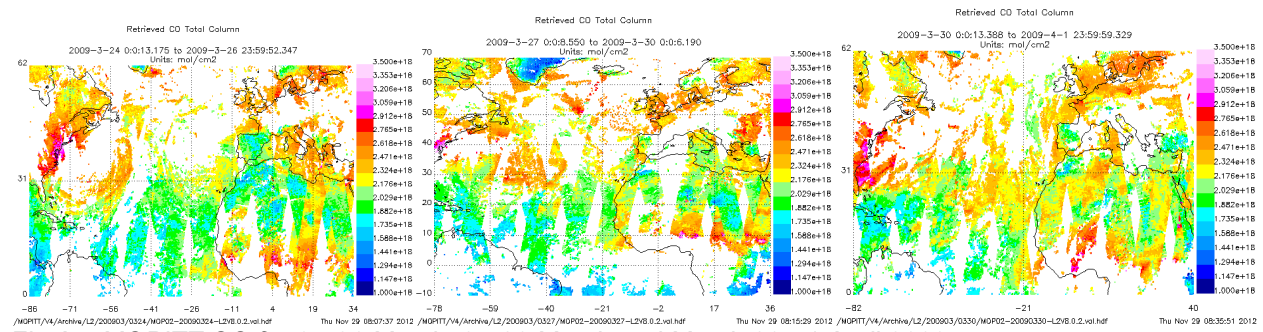 Retrieved CO Total Column
2009-3-24 0:0:13.175 to 2009-3-26 23:59:52.347
Units: mol/cm2
62
31
0
-86 -71 -56 -41 -26 -11 4 19 34
3.500e+18
3.353e+18
3.206e+18
3.059e+18
2.912e+18
2.765e+18
2.618e+18
2.471e+18
2.324e+18
2.176e+18
2.029e+18
1.882e+18
1.735e+18
1.588e+18
1.441e+18
1.294e+18
1.147e+18
1.000e+18
/MOPITT/V4/Archive/L2/200903/0324/MOP02-20090324-L2V8.0.2.val.hdf
Thu Nov 29 08:07:37 2012
Retrieved CO Total Column
2009-3-27 0:0:8.550 to 2009-3-30 0:0:6.190
Units: mol/cm2
70
60
50
40
30
20
10
0
-10
-78 -59 -40 -21 -2 17 36
3.500e+18
3.353e+18
3.206e+18
3.059e+18
2.912e+18
2.765e+18
2.618e+18
2.471e+18
2.324e+18
2.176e+18
2.029e+18
1.882e+18
1.735e+18
1.588e+18
1.441e+18
1.294e+18
1.147e+18
1.000e+18
/MOPITT/V4/Archive/L2/200903/0327/MOP02-20090327-L2V8.0.2.val.hdf
Thu Nov 29 08:15:29 2012
Retrieved CO Total Column
2009-3-30 0:0:13.388 to 2009-4-1 23:59:59.329
Units: mol/cm2
62
31
0
-82 -21 40
3.500e+18
3.353e+18
3.206e+18
3.059e+18
2.912e+18
2.765e+18
2.618e+18
2.471e+18
2.324e+18
2.176e+18
2.029e+18
1.882e+18
1.735e+18
1.588e+18
1.441e+18
1.294e+18
1.147e+18
1.000e+18
/MOPITT/V4/Archive/L2/200903/0330/MOP02-20090330-L2V8.0.2.val.hdf
Thu Nov 29 08:35:51 2012